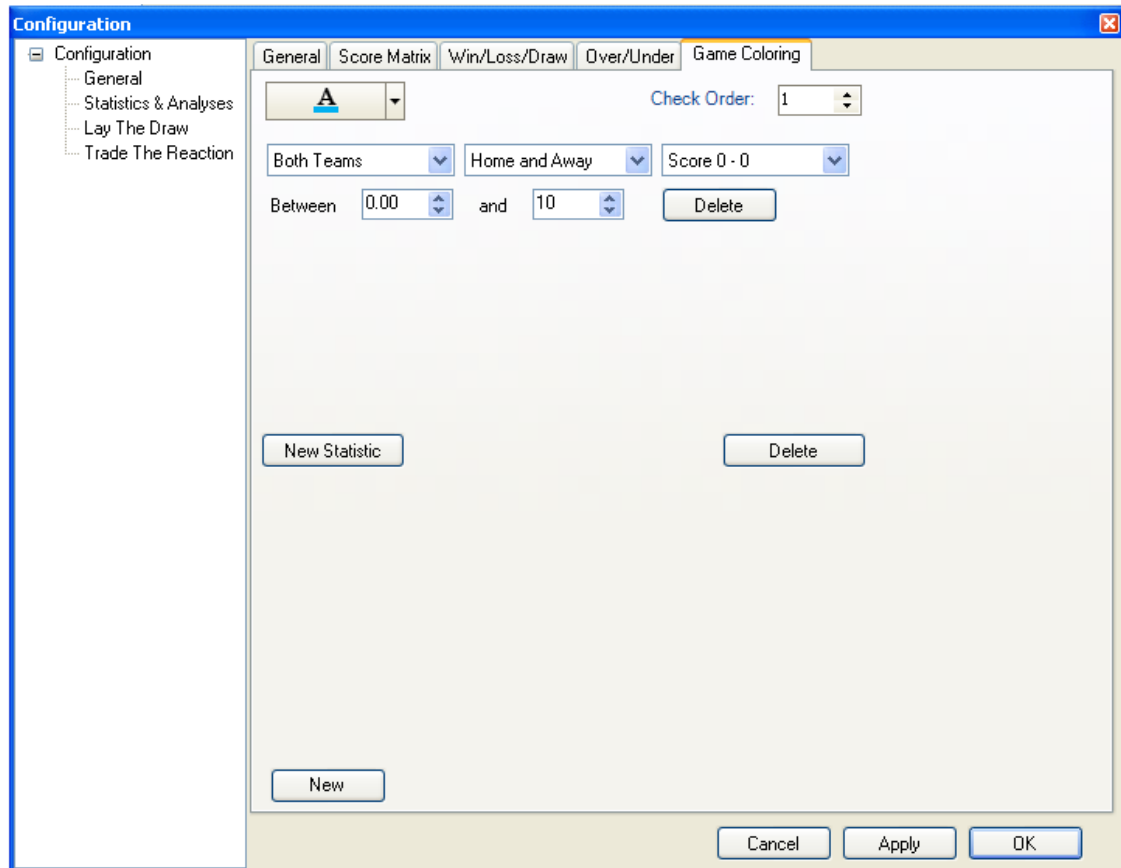 Configuration
Configuration
General
Statistics & Analyses
Lay The Draw
Trade The Reaction
General Score Matrix Win/Loss/Draw Over/Under Game Coloring
A Check Order: 1
Both Teams Home and Away Score 0 - 0
Between 0.00 and 10 Delete
New Statistic Delete
New
Cancel Apply OK